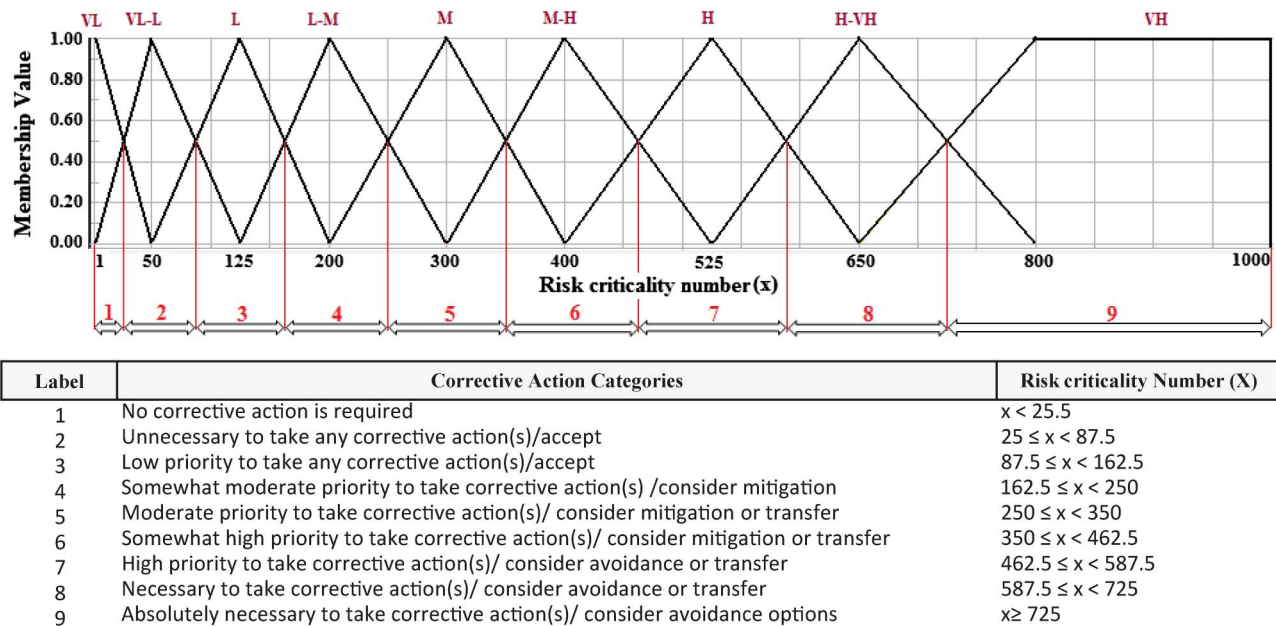 VL VL-L L L-M M M-H H H-VH VH
1.00
0.80
0.60
0.40
0.20
0.00
Membership Value
1 50 125 200 300 400 525 650 800 1000
Risk criticality number (x)
1 2 3 4 5 6 7 8 9
Label Corrective Action Categories Risk criticality Number (X)
1 No corrective action is required x < 25.5
2 Unnecessary to take any corrective action(s)/accept 25 ≤ x < 87.5
3 Low priority to take any corrective action(s)/accept 87.5 ≤ x < 162.5
4 Somewhat moderate priority to take corrective action(s) /consider mitigation 162.5 ≤ x < 250
5 Moderate priority to take corrective action(s)/ consider mitigation or transfer 250 ≤ x < 350
6 Somewhat high priority to take corrective action(s)/ consider mitigation or transfer 350 ≤ x < 462.5
7 High priority to take corrective action(s)/ consider avoidance or transfer 462.5 ≤ x < 587.5
8 Necessary to take corrective action(s)/ consider avoidance or transfer 587.5 ≤ x < 725
9 Absolutely necessary to take corrective action(s)/ consider avoidance options x≥ 725